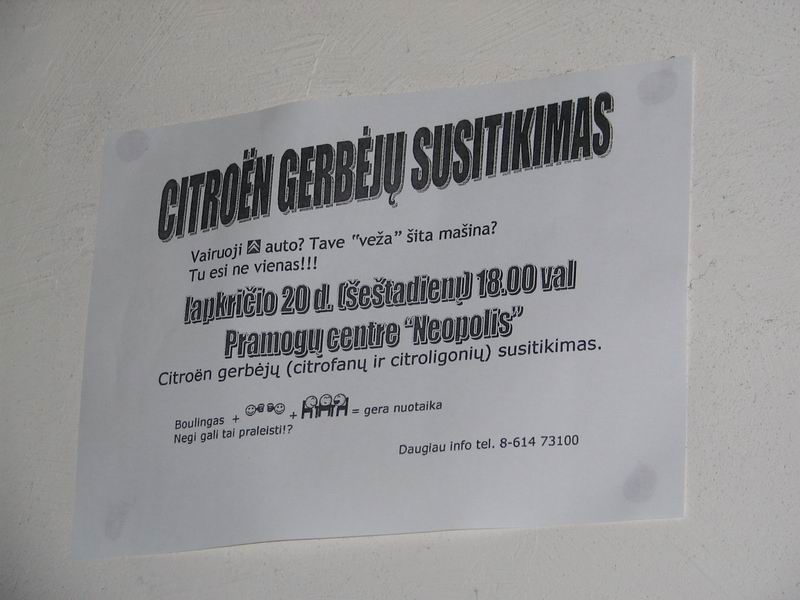 CITROËN GERBĖJŲ SUSITIKIMAS
Vairuoji auto? Tave "veža" šita mašina?
Tu esi ne vienas!!!
lapkričio 20 d. (šeštadienį) 18.00 val
Pramogų centre "Neopolis"
Citroën gerbėjų (citrofanų ir citroligonių) susitikimas.
Boulingas + + = gera nuotaika
Negi gali tai praleisti!?
Daugiau info tel. 8-614 73100